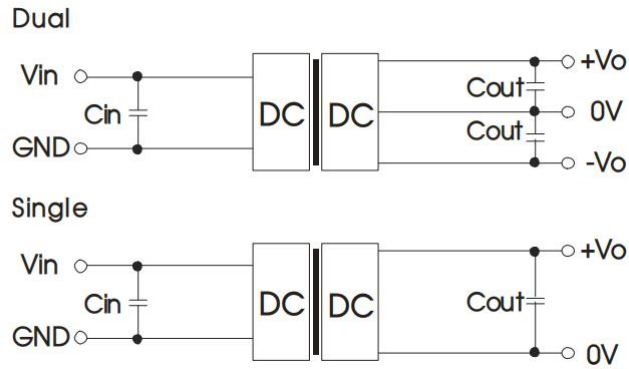 Dual
Vin
Cin
GND
DC DC
Cout
Cout
+Vo
0V
-Vo
Single
Vin
Cin
GND
DC DC
Cout
+Vo
0V